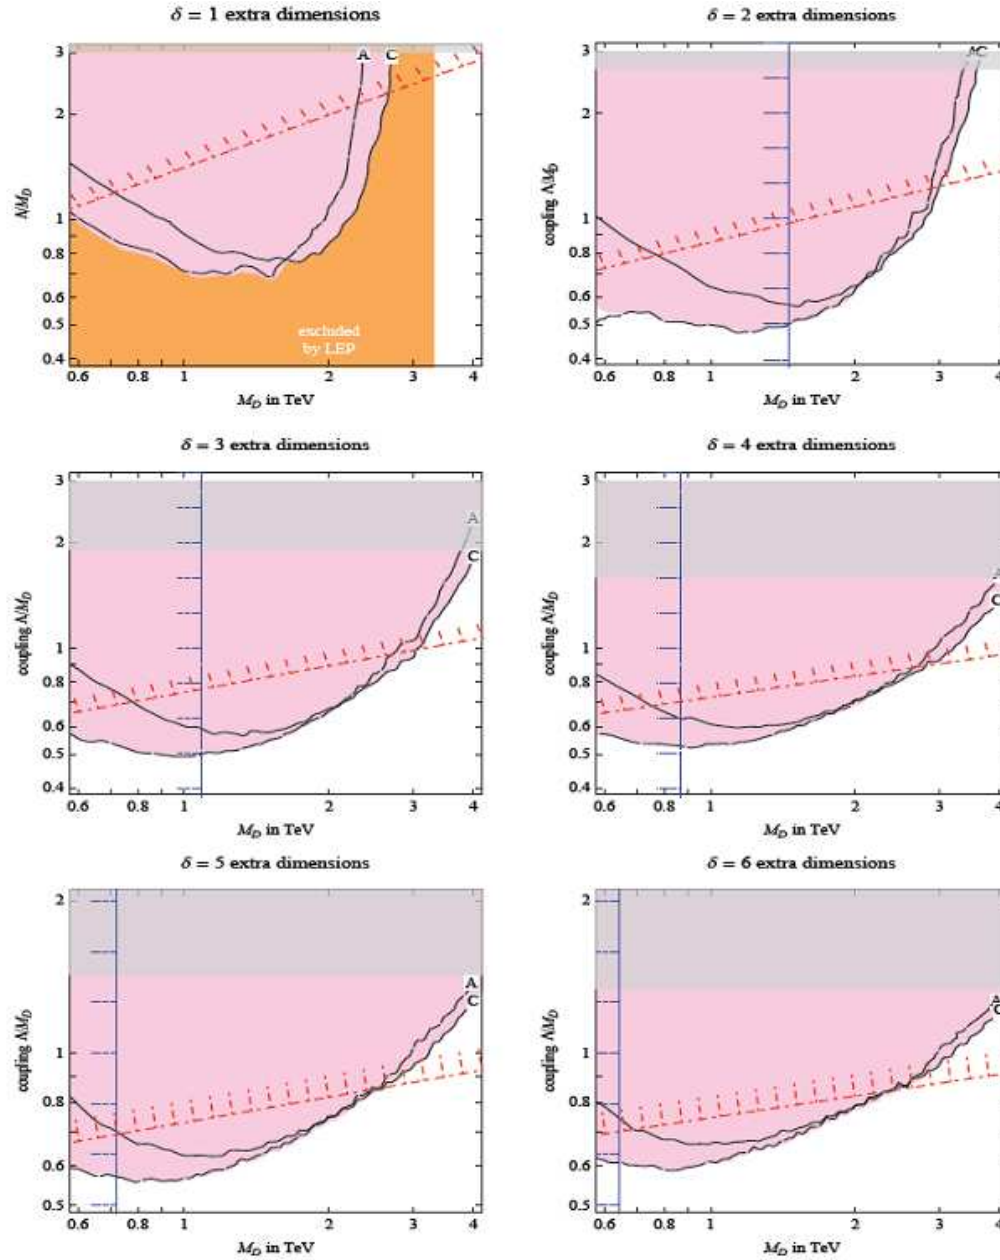 δ = 1 extra dimensions
3
2
1
0.8
0.6
0.5
0.4
Λ/M_D
A
C
excluded
by LEP
0.6 0.8 1 2 3 4
M_D in TeV
δ = 2 extra dimensions
3
2
1
0.8
0.6
0.5
0.4
coupling Λ/M_D
C
0.6 0.8 1 2 3 4
M_D in TeV
δ = 3 extra dimensions
3
2
1
0.8
0.6
0.5
0.4
coupling Λ/M_D
A
C
0.6 0.8 1 2 3 4
M_D in TeV
δ = 4 extra dimensions
3
2
1
0.8
0.6
0.5
0.4
coupling Λ/M_D
0.6 0.8 1 2 3 4
M_D in TeV
δ = 5 extra dimensions
2
1
0.8
0.6
0.5
coupling Λ/M_D
A
C
0.6 0.8 1 2 3 4
M_D in TeV
δ = 6 extra dimensions
2
1
0.8
0.6
0.5
coupling Λ/M_D
0.6 0.8 1 2 3 4
M_D in TeV